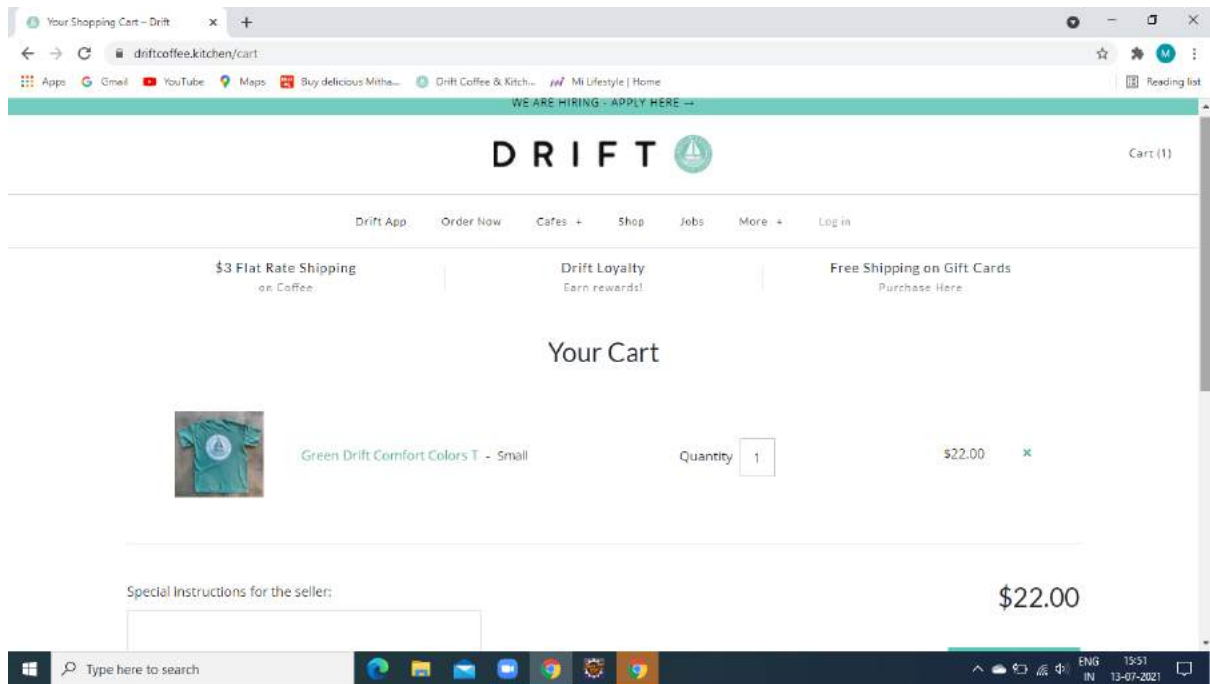 Your Shopping Cart – Drift
driftcoffee.kitchen/cart
M
Apps Gmail YouTube Maps Buy delicious Mitha... Drift Coffee & Kitch... Mi Lifestyle | Home Reading list
WE ARE HIRING - APPLY HERE →
DRIFT
Cart (1)
Drift App Order Now Cafes + Shop Jobs More + Log in
$3 Flat Rate Shipping Drift Loyalty Free Shipping on Gift Cards
on Coffee Earn rewards! Purchase Here
Your Cart
Green Drift Comfort Colors T - Small Quantity 1 $22.00 ×
Special instructions for the seller:
$22.00
Type here to search
ENG 15:51
IN 13-07-2021